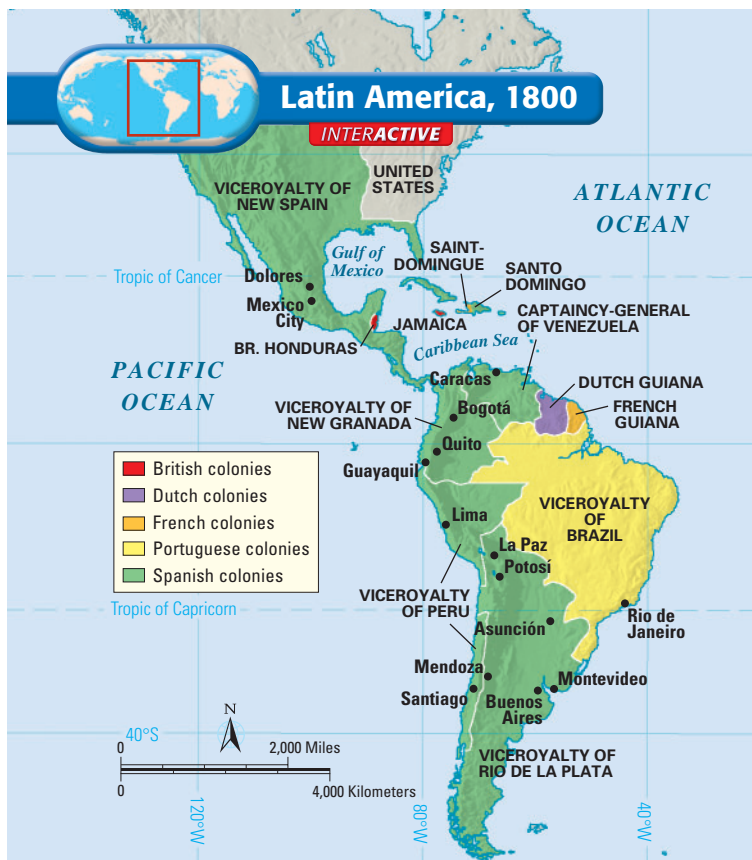 Latin America, 1800
INTERACTIVE
UNITED
STATES
VICEROYALTY OF
NEW SPAIN
ATLANTIC
OCEAN
Gulf of
Mexico
SAINT-
DOMINGUE
SANTO
DOMINGO
Tropic of Cancer
Dolores
Mexico
City
JAMAICA
CAPTAINCY-GENERAL
OF VENEZUELA
BR. HONDURAS
Caribbean Sea
PACIFIC
OCEAN
Caracas
DUTCH GUIANA
FRENCH
GUIANA
VICEROYALTY OF
NEW GRANADA
Bogotá
Quito
Guayaquil
British colonies
Dutch colonies
French colonies
Portuguese colonies
Spanish colonies
VICEROYALTY
OF
BRAZIL
Lima
La Paz
Potosí
VICEROYALTY
OF PERU
Tropic of Capricorn
Asunción
Rio de
Janeiro
Mendoza
Santiago
Buenos
Aires
Montevideo
N
40°S
0
2,000 Miles
0
4,000 Kilometers
VICEROYALTY OF
RIO DE LA PLATA
120°W
80°W
40°W